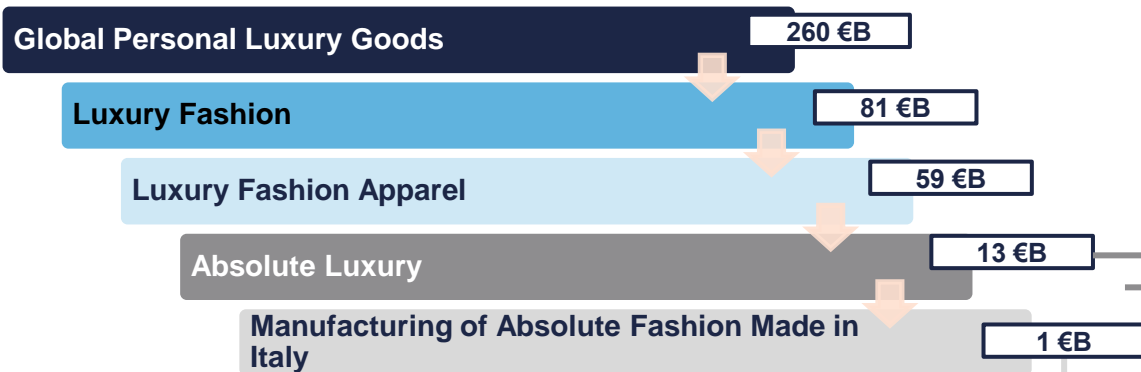 Global Personal Luxury Goods
260 €B
Luxury Fashion
81 €B
Luxury Fashion Apparel
59 €B
Absolute Luxury
13 €B
Manufacturing of Absolute Fashion Made in
Italy
1 €B